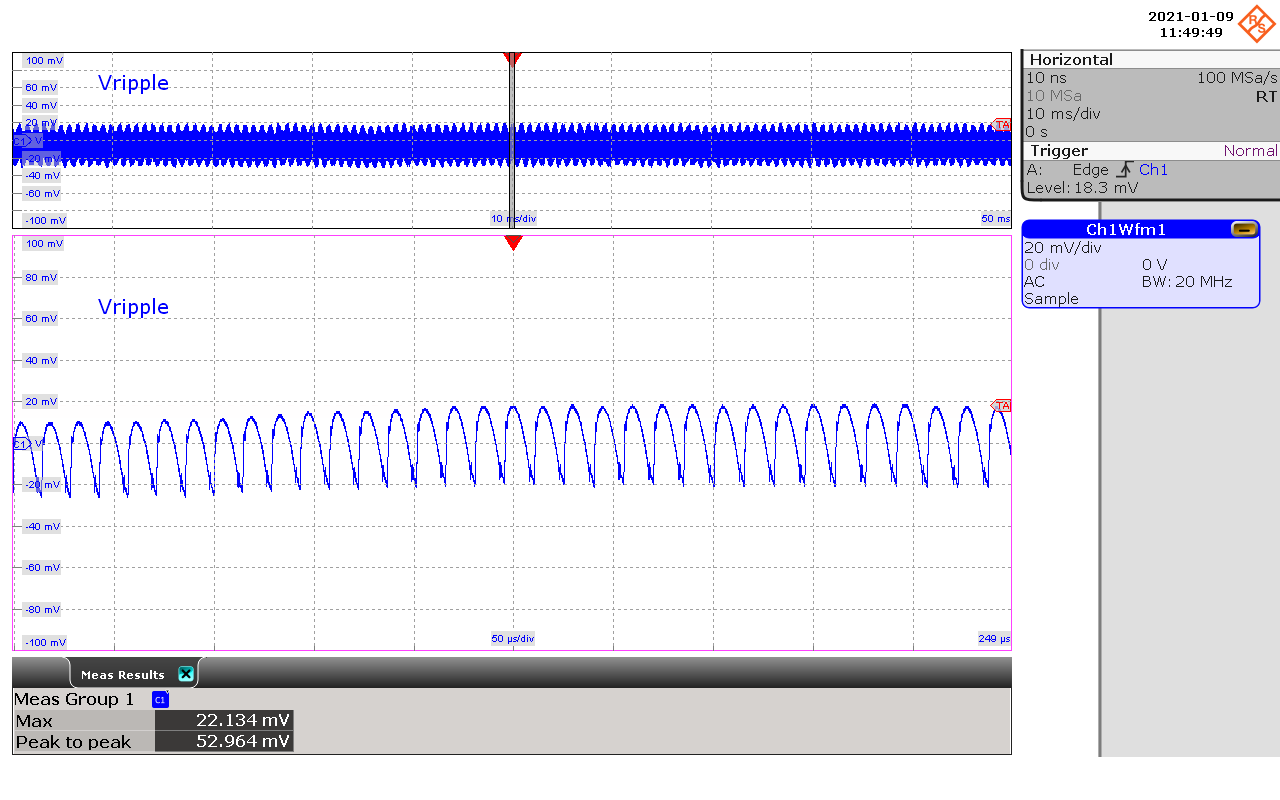 2021-01-09
11:49:49
R&S
Horizontal
10 ns 100 MSa/s
10 MSa RT
10 ms/div
0 s
Trigger Normal
A: Edge Ch1
Level: 18.3 mV
Ch1Wfm1
20 mV/div
0 div 0 V
AC BW: 20 MHz
Sample
100 mV
Vripple
60 mV
40 mV
20 mV
TA
C1 V
-20 mV
-40 mV
-60 mV
-100 mV 10 ms/div 50 ms
100 mV
80 mV
Vripple
60 mV
40 mV
20 mV
TA
C1 V
-20 mV
-40 mV
-60 mV
-80 mV
-100 mV 50 µs/div 249 µs
Meas Results
Meas Group 1 C1
Max 22.134 mV
Peak to peak 52.964 mV